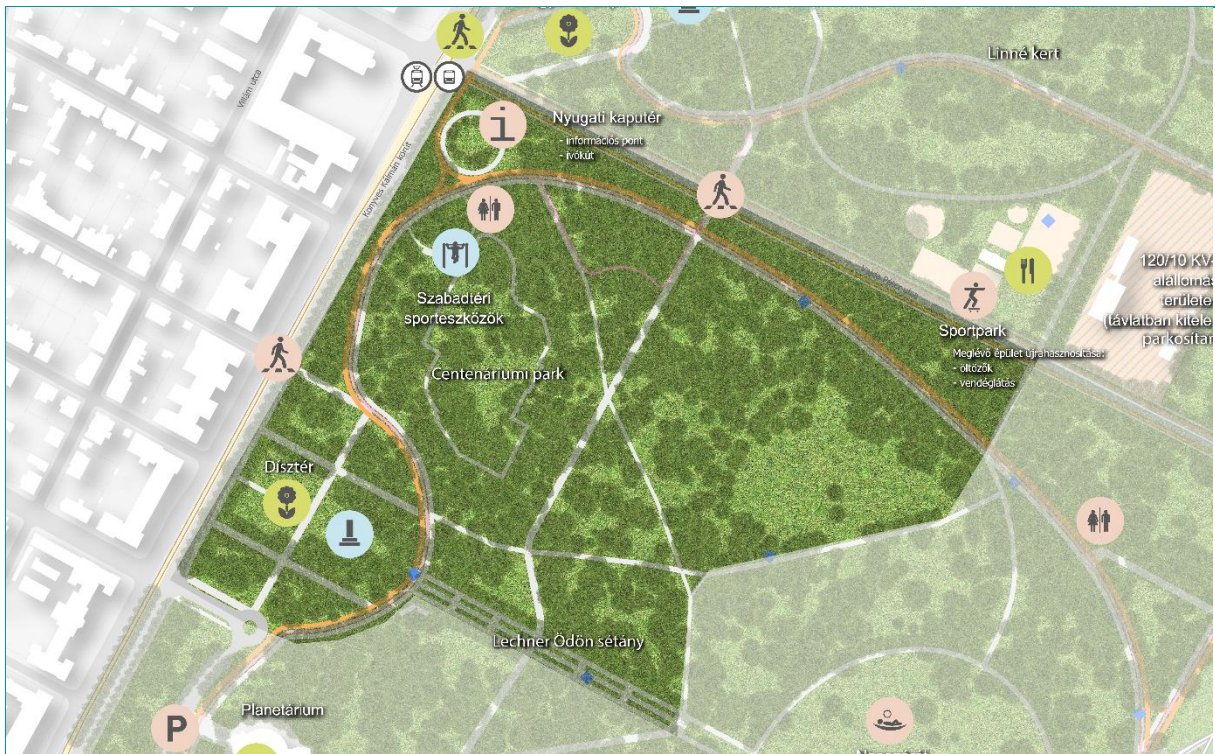 Linné kert
Villám utca
Könyves Kálmán körút
i
Nyugati kaputér
- információs pont
- ivókút
120/10 KV-
alállomás
területe
(távlatban kitele
parkosítan
Szabadtéri
sporteszközök
Sportpark
Meglévő épület újrahasznosítása:
- öltözők
- vendéglátás
Centenáriumi park
Dísztér
Lechner Ödön sétány
Planetárium
P